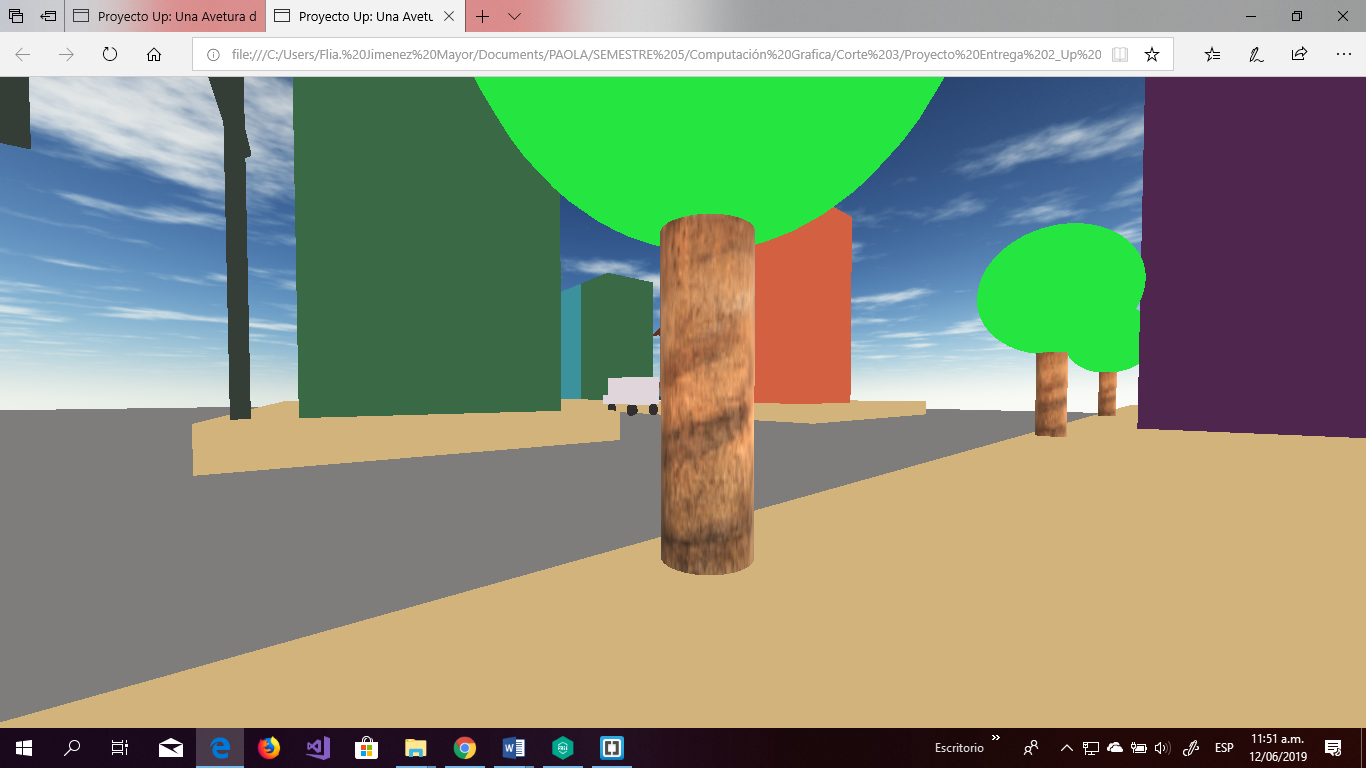 Proyecto Up: Una Avetura d
Proyecto Up: Una Avetu
file:///C:/Users/Flia.%20Jimenez%20Mayor/Documents/PAOLA/SEMESTRE%205/Computación%20Grafica/Corte%203/Proyecto%20Entrega%202_Up%20
Escritorio
ESP
11:51 a.m.
12/06/2019